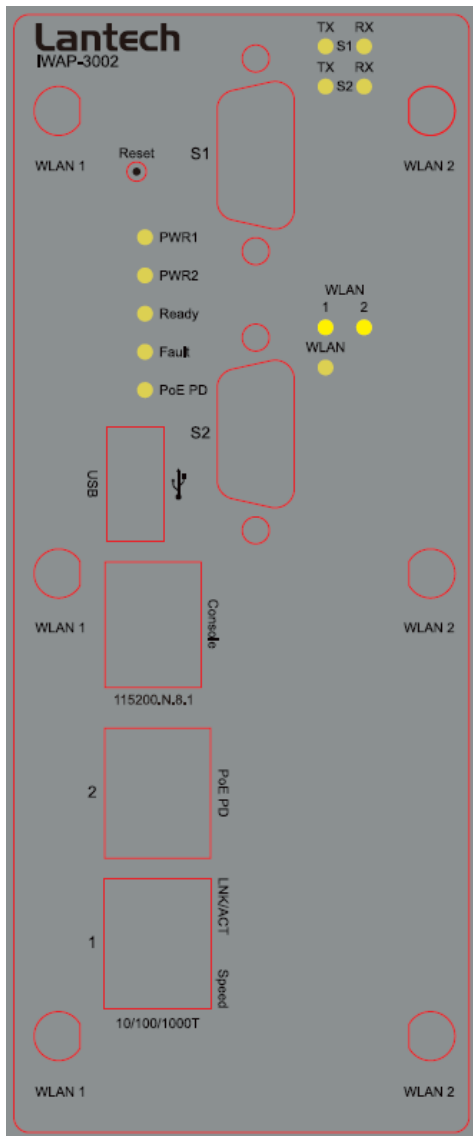 Lantech
IWAP-3002
TX RX
S1
TX RX
S2
WLAN 1
WLAN 2
Reset
S1
PWR1
PWR2
Ready
Fault
PoE PD
WLAN
1 2
WLAN
S2
USB
Console
WLAN 1
WLAN 2
115200.N.8.1
2
PoE PD
1
LNK/ACT
Speed
10/100/1000T
WLAN 1
WLAN 2